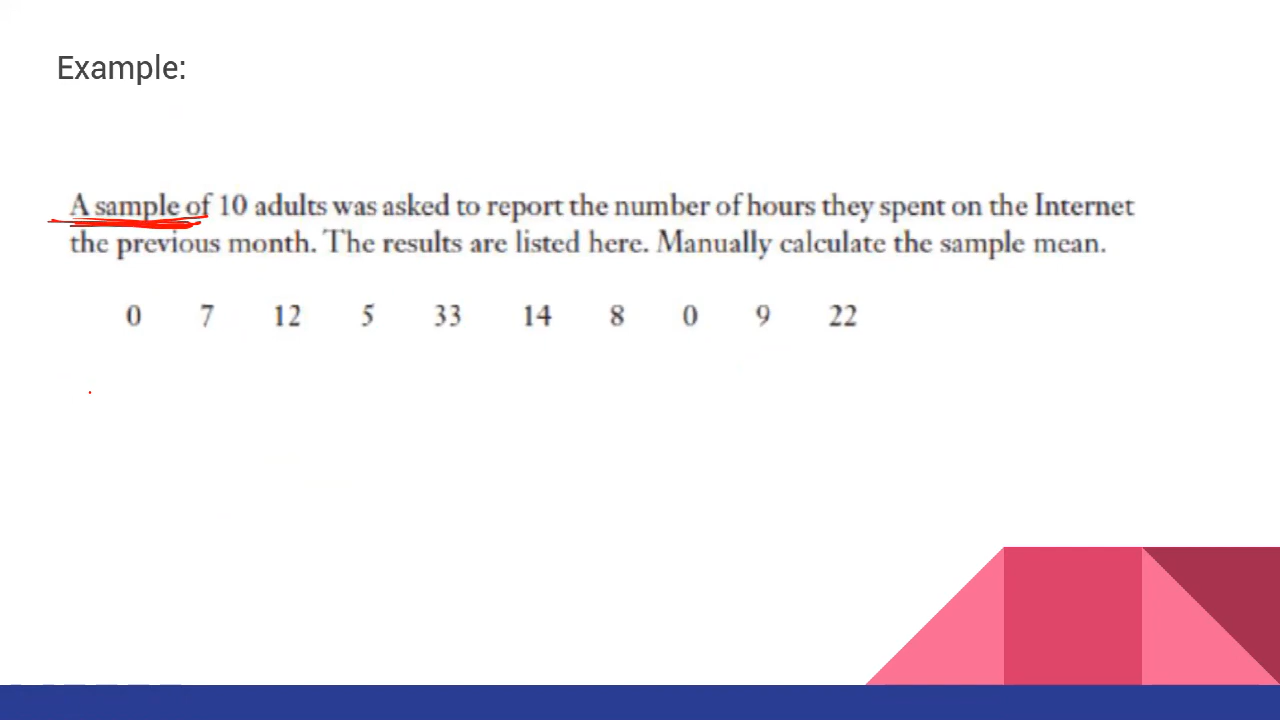 Example:
A sample of 10 adults was asked to report the number of hours they spent on the Internet
the previous month. The results are listed here. Manually calculate the sample mean.
0 7 12 5 33 14 8 0 9 22